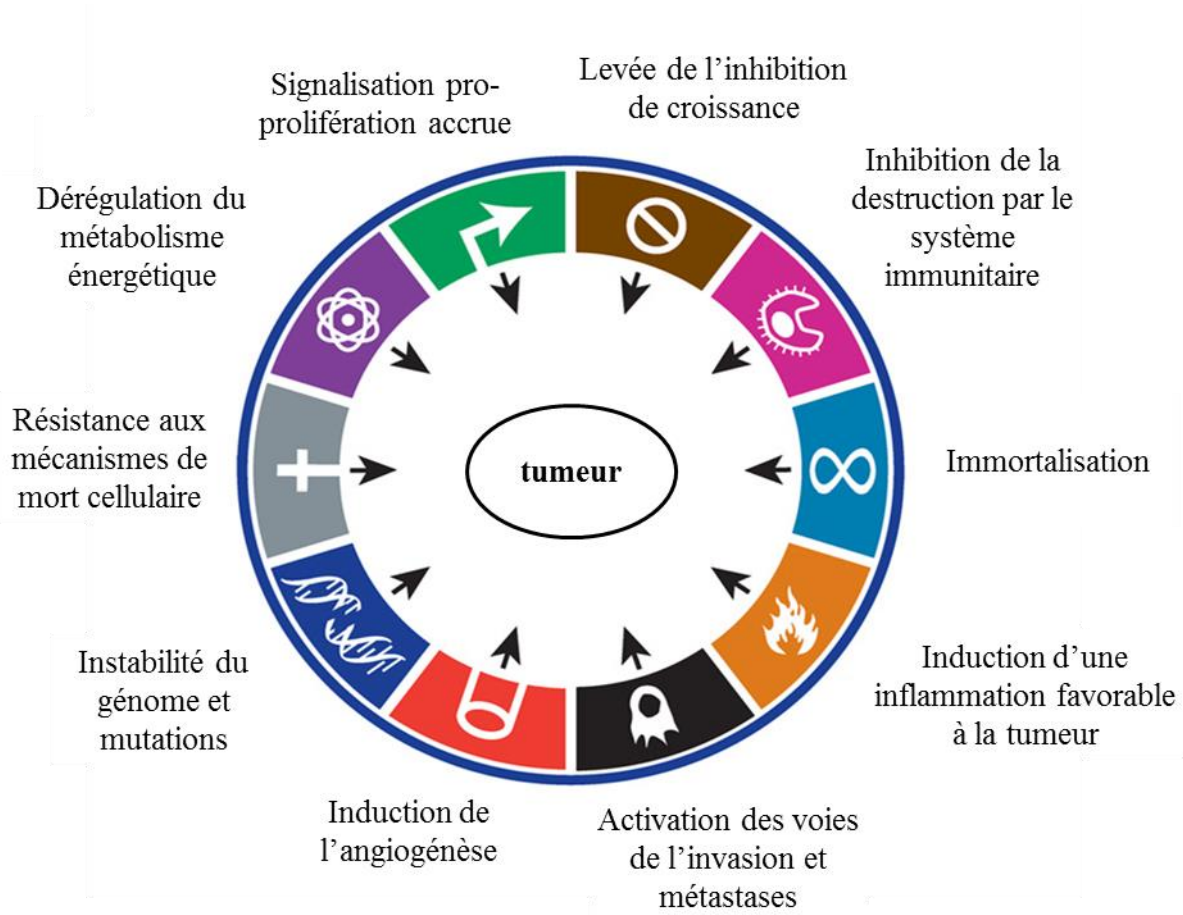 Signalisation pro-
prolifération accrue
Levée de l’inhibition
de croissance
Inhibition de la
destruction par le
système
immunitaire
Immortalisation
Induction d’une
inflammation favorable
à la tumeur
Activation des voies
de l’invasion et
métastases
Induction de
l’angiogénèse
Instabilité du
génome et
mutations
Résistance aux
mécanismes de
mort cellulaire
Dérégulation du
métabolisme
énergétique
tumeur